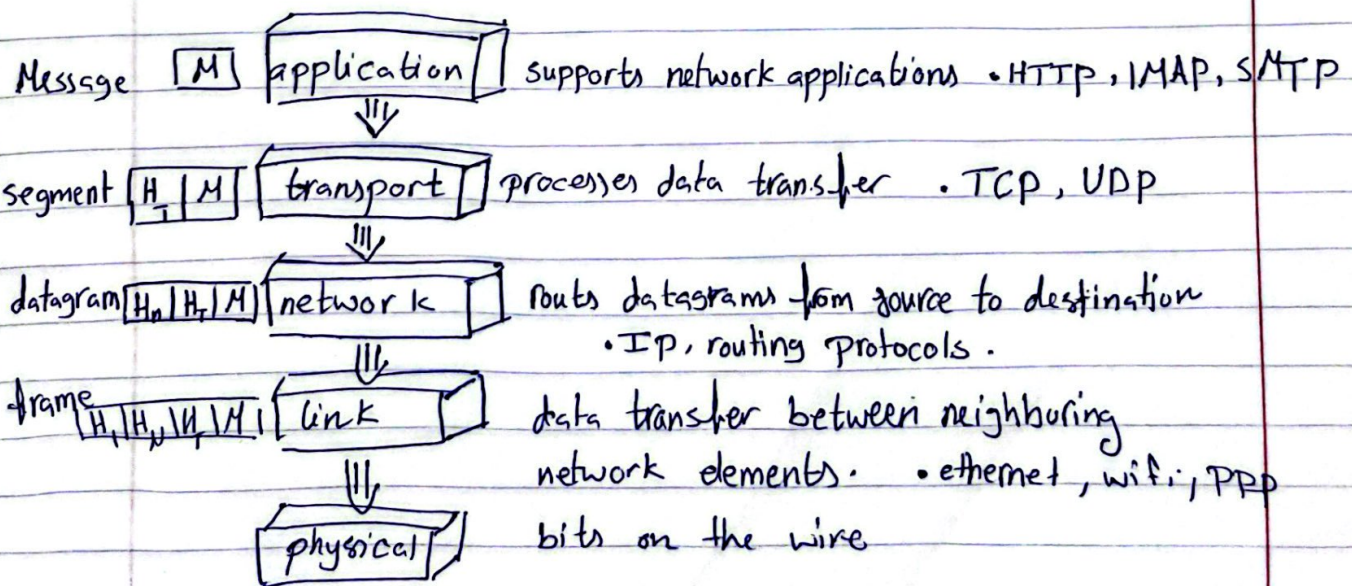 Message M application supports network applications • HTTP, IMAP, SMTP
segment H_T M transport processes data transfer • TCP, UDP
datagram H_n H_T M network routs datagrams from source to destination
• IP, routing protocols.
frame H_l H_N H_T M link data transfer between neighboring
network elements. • ethernet, wifi, PPP
physical bits on the wire